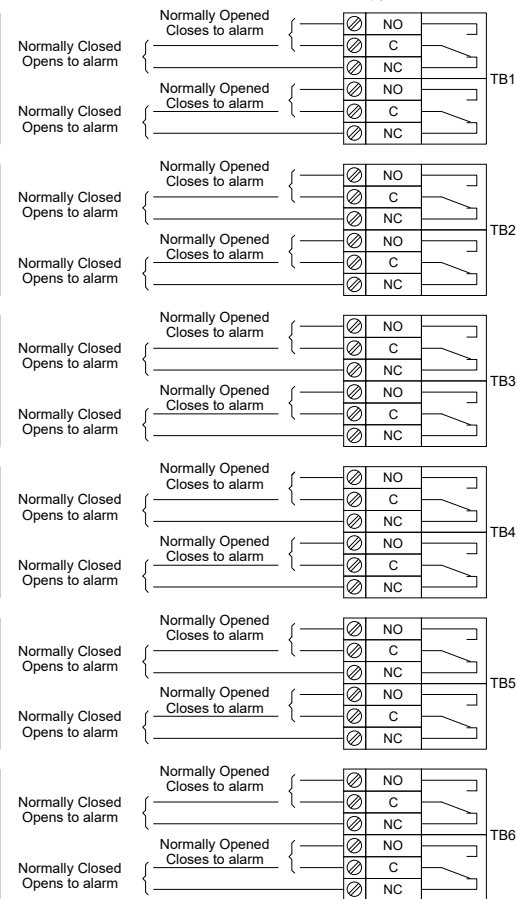 Normally Opened
Closes to alarm
NO
Normally Closed
Opens to alarm
C
NC
TB1
Normally Opened
Closes to alarm
NO
Normally Closed
Opens to alarm
C
NC
Normally Opened
Closes to alarm
NO
Normally Closed
Opens to alarm
C
NC
TB2
Normally Opened
Closes to alarm
NO
Normally Closed
Opens to alarm
C
NC
Normally Opened
Closes to alarm
NO
Normally Closed
Opens to alarm
C
NC
TB3
Normally Opened
Closes to alarm
NO
Normally Closed
Opens to alarm
C
NC
Normally Opened
Closes to alarm
NO
Normally Closed
Opens to alarm
C
NC
TB4
Normally Opened
Closes to alarm
NO
Normally Closed
Opens to alarm
C
NC
Normally Opened
Closes to alarm
NO
Normally Closed
Opens to alarm
C
NC
TB5
Normally Opened
Closes to alarm
NO
Normally Closed
Opens to alarm
C
NC
Normally Opened
Closes to alarm
NO
Normally Closed
Opens to alarm
C
NC
TB6
Normally Opened
Closes to alarm
NO
Normally Closed
Opens to alarm
C
NC